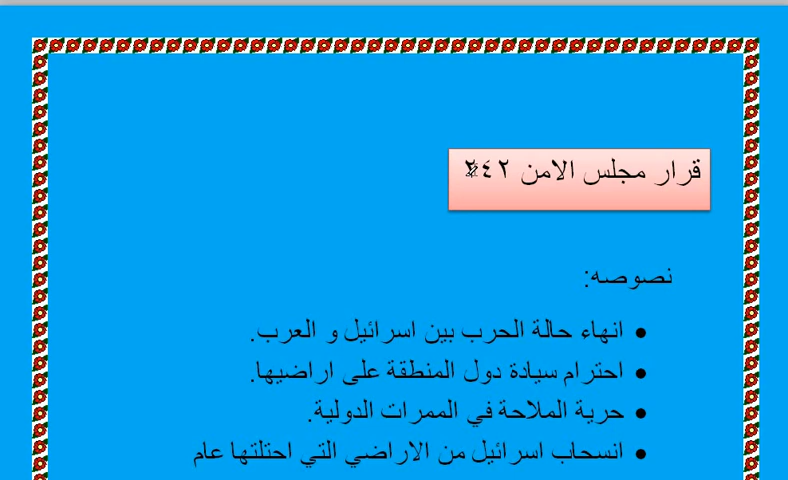 قرار مجلس الامن ٢٤٢
نصوصه:
• انهاء حالة الحرب بين اسرائيل و العرب.
• احترام سيادة دول المنطقة على اراضيها.
• حرية الملاحة في الممرات الدولية.
• انسحاب اسرائيل من الاراضي التي احتلتها عام